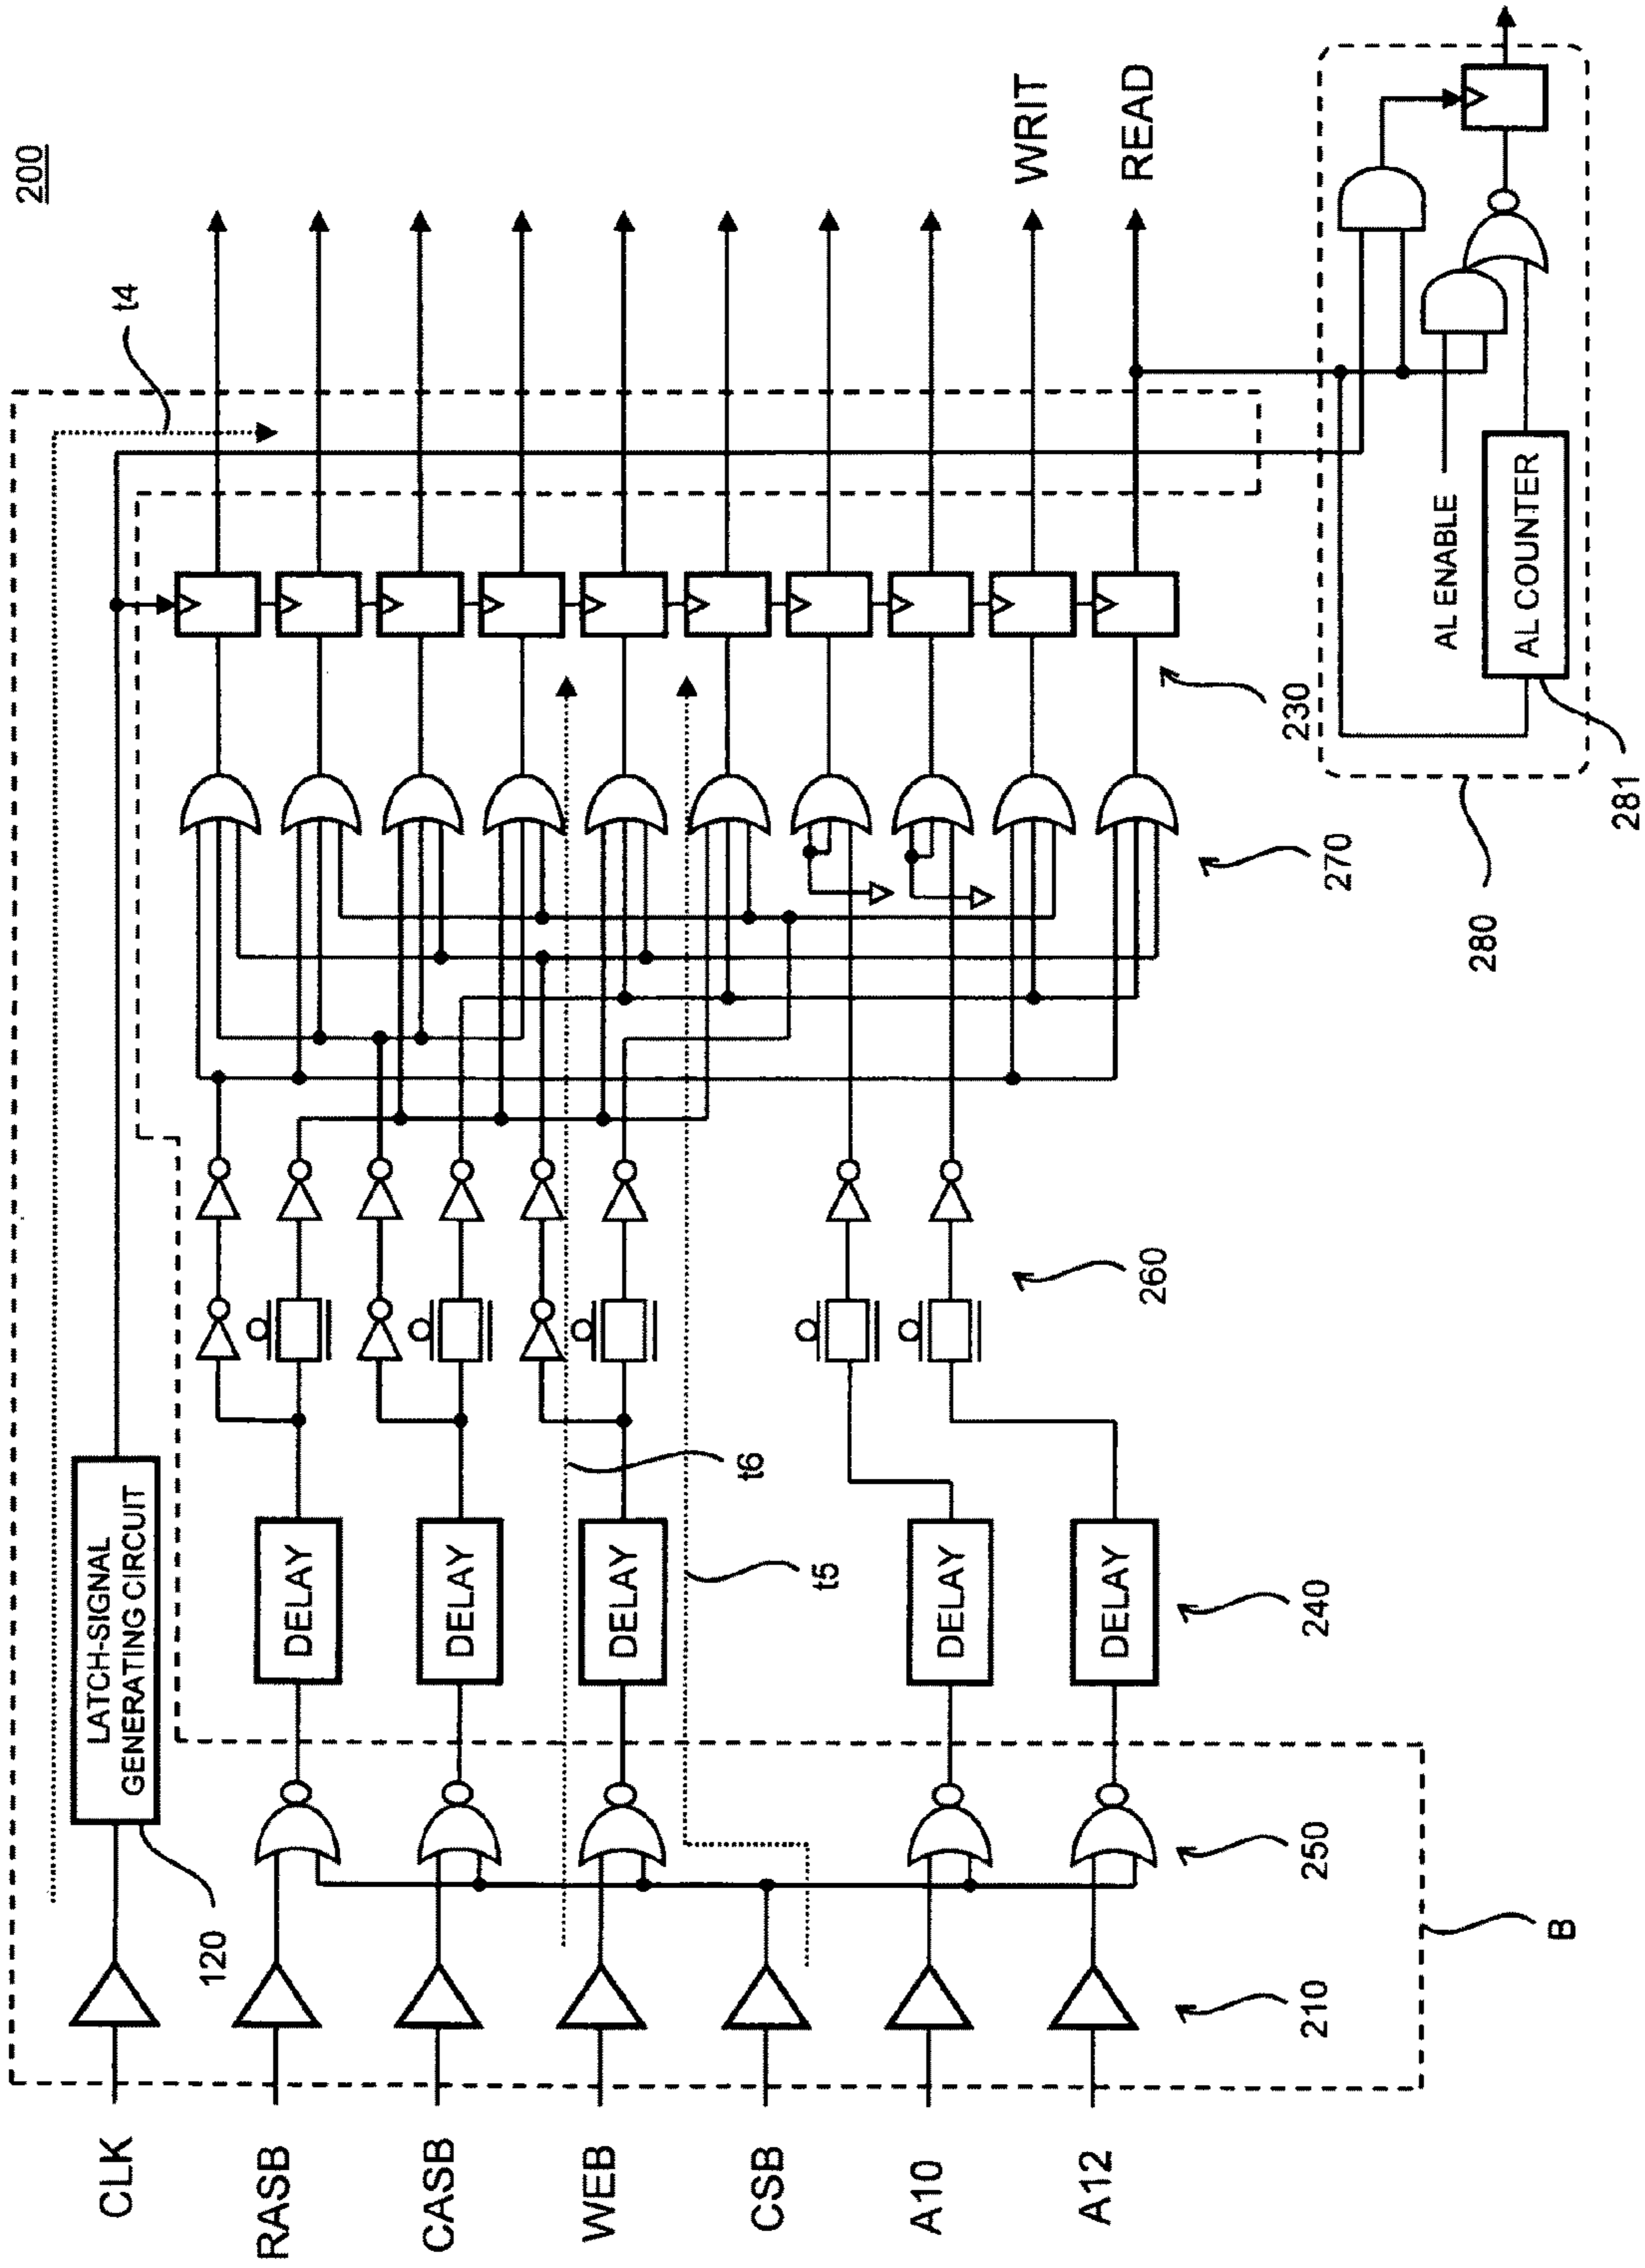 200
t4
CLK
LATCH-SIGNAL
GENERATING CIRCUIT
120
RASB
DELAY
CASB
DELAY
WEB
DELAY
t6
CSB
t5
A10
DELAY
A12
DELAY
WRIT
READ
210
250
240
260
270
230
B
AL ENABLE
AL COUNTER
280
281